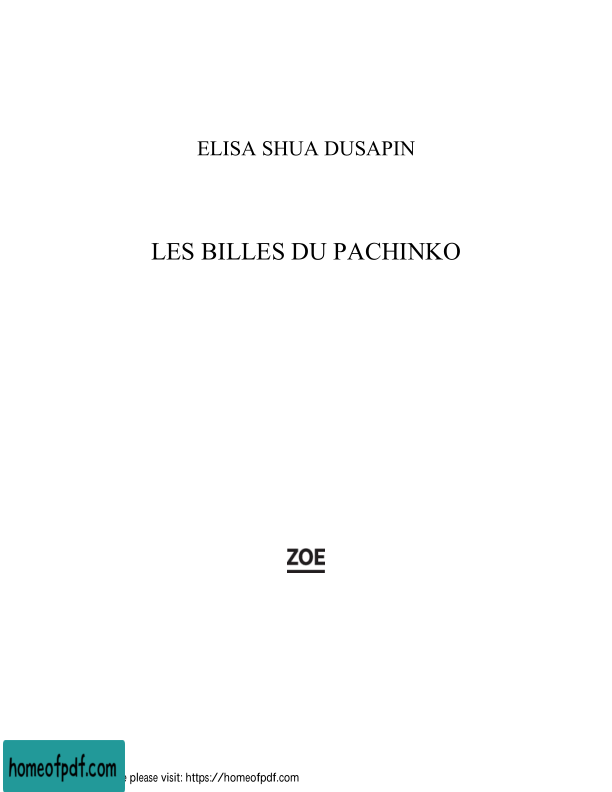 ELISA SHUA DUSAPIN
LES BILLES DU PACHINKO
ZOE
homeofpdf.com
please visit: https://homeofpdf.com